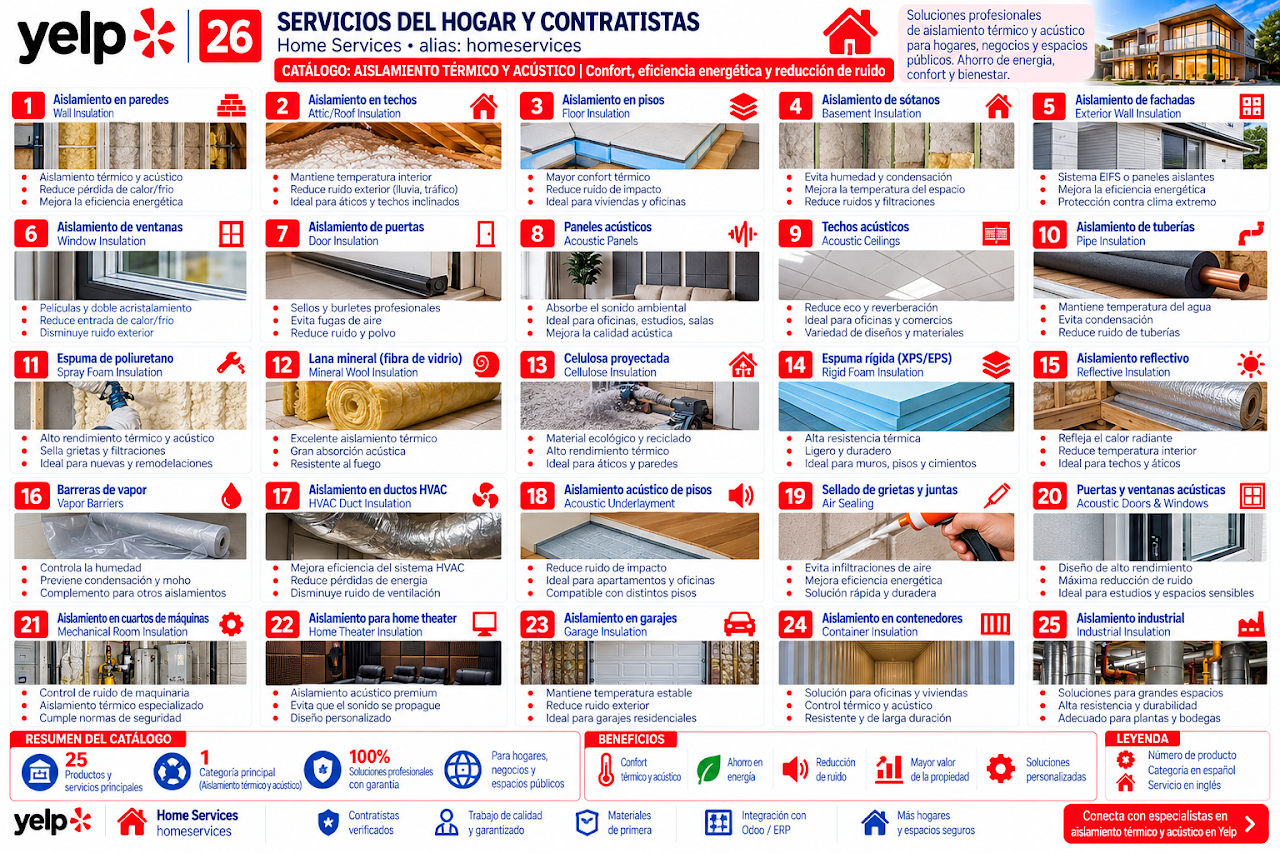 yelp
26
SERVICIOS DEL HOGAR Y CONTRATISTAS
Home Services • alias: homeservices
CATÁLOGO: AISLAMIENTO TÉRMICO Y ACÚSTICO | Confort, eficiencia energética y reducción de ruido
Soluciones profesionales
de aislamiento térmico y acústico
para hogares, negocios y espacios
públicos. Ahorro de energía,
confort y bienestar.
1
Aislamiento en paredes
Wall Insulation
• Aislamiento térmico y acústico
• Reduce pérdida de calor/frío
• Mejora la eficiencia energética
2
Aislamiento en techos
Attic/Roof Insulation
• Mantiene temperatura interior
• Reduce ruido exterior (lluvia, tráfico)
• Ideal para áticos y techos inclinados
3
Aislamiento en pisos
Floor Insulation
• Mayor confort térmico
• Reduce ruido de impacto
• Ideal para viviendas y oficinas
4
Aislamiento de sótanos
Basement Insulation
• Evita humedad y condensación
• Mejora la temperatura del espacio
• Reduce ruidos y filtraciones
5
Aislamiento de fachadas
Exterior Wall Insulation
• Sistema EIFS o paneles aislantes
• Mejora la eficiencia energética
• Protección contra clima extremo
6
Aislamiento de ventanas
Window Insulation
• Películas y doble acristalamiento
• Reduce entrada de calor/frío
• Disminuye ruido exterior
7
Aislamiento de puertas
Door Insulation
• Sellos y burletes profesionales
• Evita fugas de aire
• Reduce ruido y polvo
8
Paneles acústicos
Acoustic Panels
• Absorbe el sonido ambiental
• Ideal para oficinas, estudios, salas
• Mejora la calidad acústica
9
Techos acústicos
Acoustic Ceilings
• Reduce eco y reverberación
• Ideal para oficinas y comercios
• Variedad de diseños y materiales
10
Aislamiento de tuberías
Pipe Insulation
• Mantiene temperatura del agua
• Evita condensación
• Reduce ruido de tuberías
11
Espuma de poliuretano
Spray Foam Insulation
• Alto rendimiento térmico y acústico
• Sella grietas y filtraciones
• Ideal para nuevas y remodelaciones
12
Lana mineral (fibra de vidrio)
Mineral Wool Insulation
• Excelente aislamiento térmico
• Gran absorción acústica
• Resistente al fuego
13
Celulosa proyectada
Cellulose Insulation
• Material ecológico y reciclado
• Alto rendimiento térmico
• Ideal para áticos y paredes
14
Espuma rígida (XPS/EPS)
Rigid Foam Insulation
• Alta resistencia térmica
• Ligero y duradero
• Ideal para muros, pisos y cimientos
15
Aislamiento reflectivo
Reflective Insulation
• Refleja el calor radiante
• Reduce temperatura interior
• Ideal para techos y áticos
16
Barreras de vapor
Vapor Barriers
• Controla la humedad
• Previene condensación y moho
• Complemento para otros aislamientos
17
Aislamiento en ductos HVAC
HVAC Duct Insulation
• Mejora eficiencia del sistema HVAC
• Reduce pérdidas de energía
• Disminuye ruido de ventilación
18
Aislamiento acústico de pisos
Acoustic Underlayment
• Reduce ruido de impacto
• Ideal para apartamentos y oficinas
• Compatible con distintos pisos
19
Sellado de grietas y juntas
Air Sealing
• Evita infiltraciones de aire
• Mejora eficiencia energética
• Solución rápida y duradera
20
Puertas y ventanas acústicas
Acoustic Doors & Windows
• Diseño de alto rendimiento
• Máxima reducción de ruido
• Ideal para estudios y espacios sensibles
21
Aislamiento en cuartos de máquinas
Mechanical Room Insulation
• Control de ruido de maquinaria
• Aislamiento térmico especializado
• Cumple normas de seguridad
22
Aislamiento para home theater
Home Theater Insulation
• Aislamiento acústico premium
• Evita que el sonido se propague
• Diseño personalizado
23
Aislamiento en garajes
Garage Insulation
• Mantiene temperatura estable
• Reduce ruido exterior
• Ideal para garajes residenciales
24
Aislamiento en contenedores
Container Insulation
• Solución para oficinas y viviendas
• Control térmico y acústico
• Resistente y de larga duración
25
Aislamiento industrial
Industrial Insulation
• Soluciones para grandes espacios
• Alta resistencia y durabilidad
• Adecuado para plantas y bodegas
RESUMEN DEL CATÁLOGO
25
Productos y
servicios principales
1
Categoría principal
(Aislamiento térmico y acústico)
100%
Soluciones profesionales
con garantía
Para hogares,
negocios y
espacios públicos
BENEFICIOS
Confort
térmico y acústico
Ahorro en
energía
Reducción
de ruido
Mayor valor
de la propiedad
Soluciones
personalizadas
LEYENDA
Número de producto
Categoría en español
Servicio en inglés
yelp
Home Services
homeservices
Contratistas
verificados
Trabajo de calidad
y garantizado
Materiales
de primera
Integración con
Odoo / ERP
Más hogares
y espacios seguros
Conecta con especialistas en
aislamiento térmico y acústico en Yelp